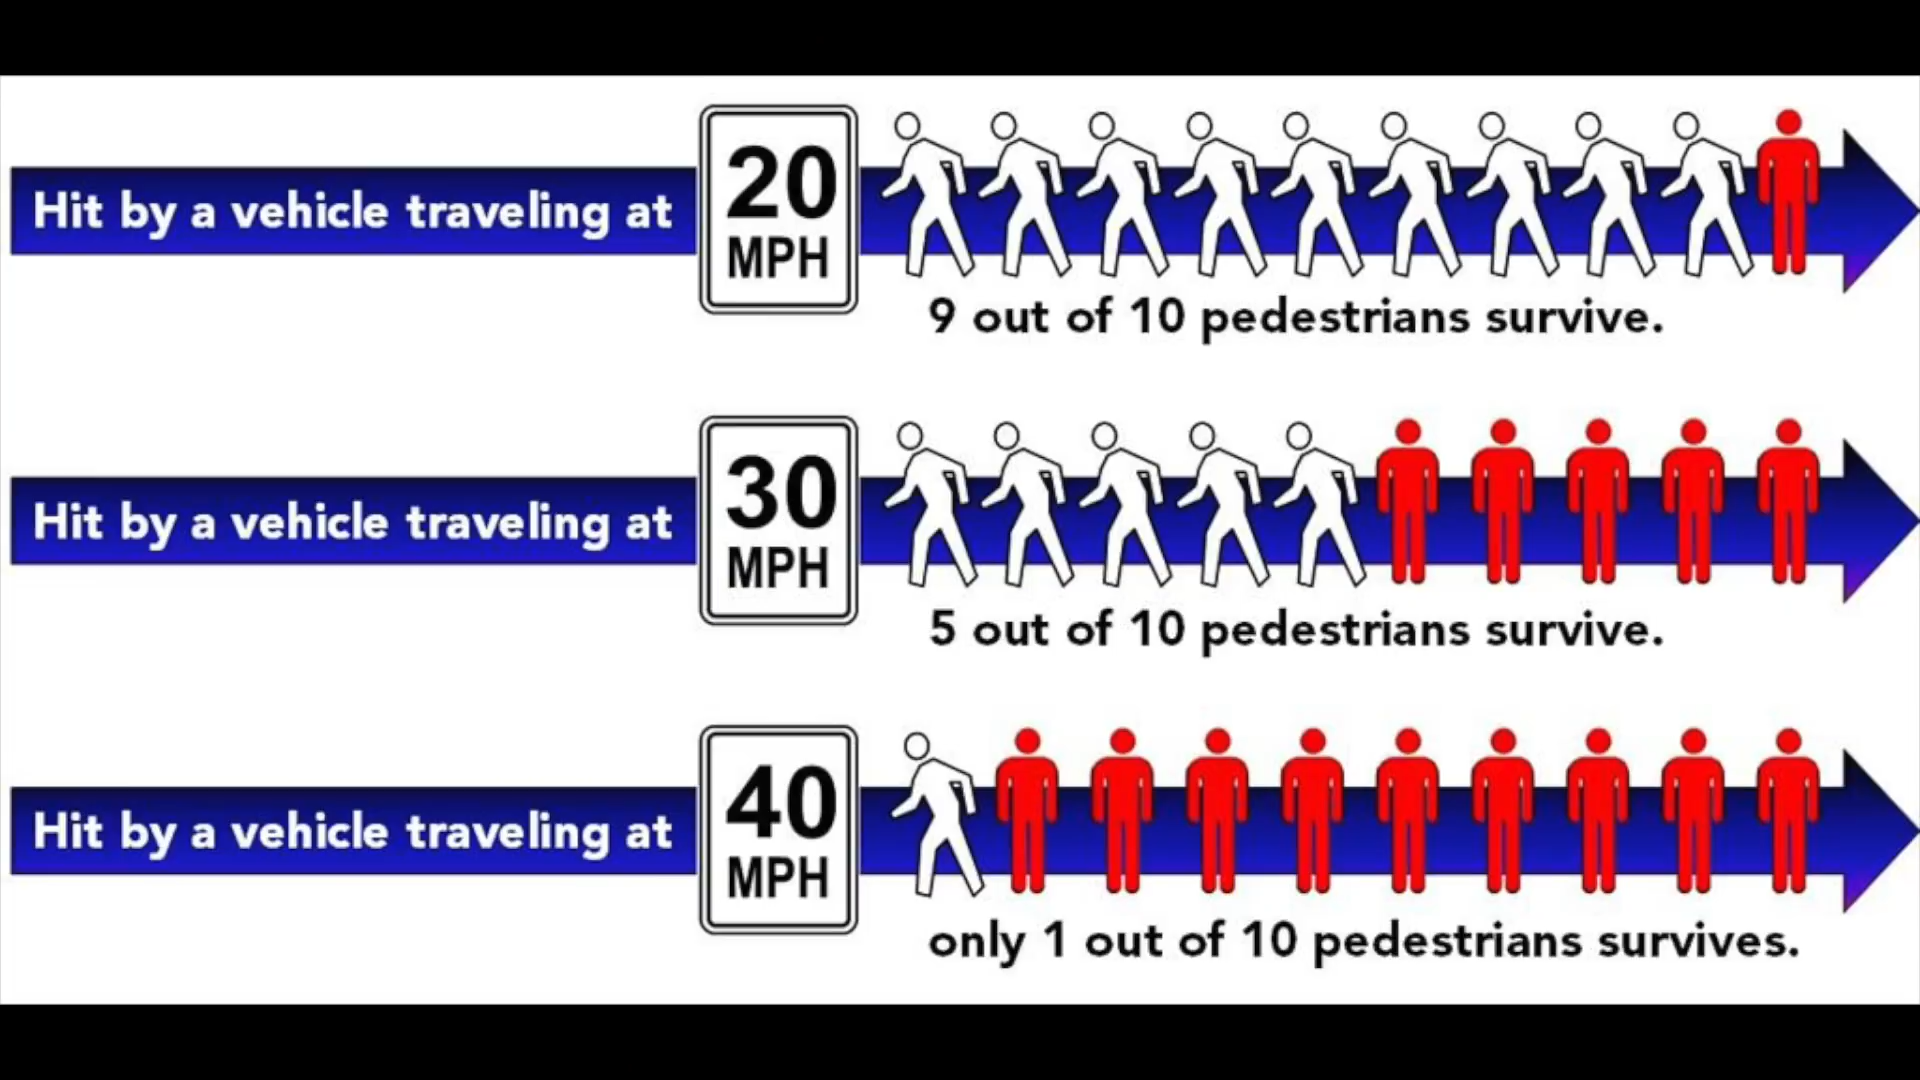 Hit by a vehicle traveling at
20
MPH
9 out of 10 pedestrians survive.
Hit by a vehicle traveling at
30
MPH
5 out of 10 pedestrians survive.
Hit by a vehicle traveling at
40
MPH
only 1 out of 10 pedestrians survives.